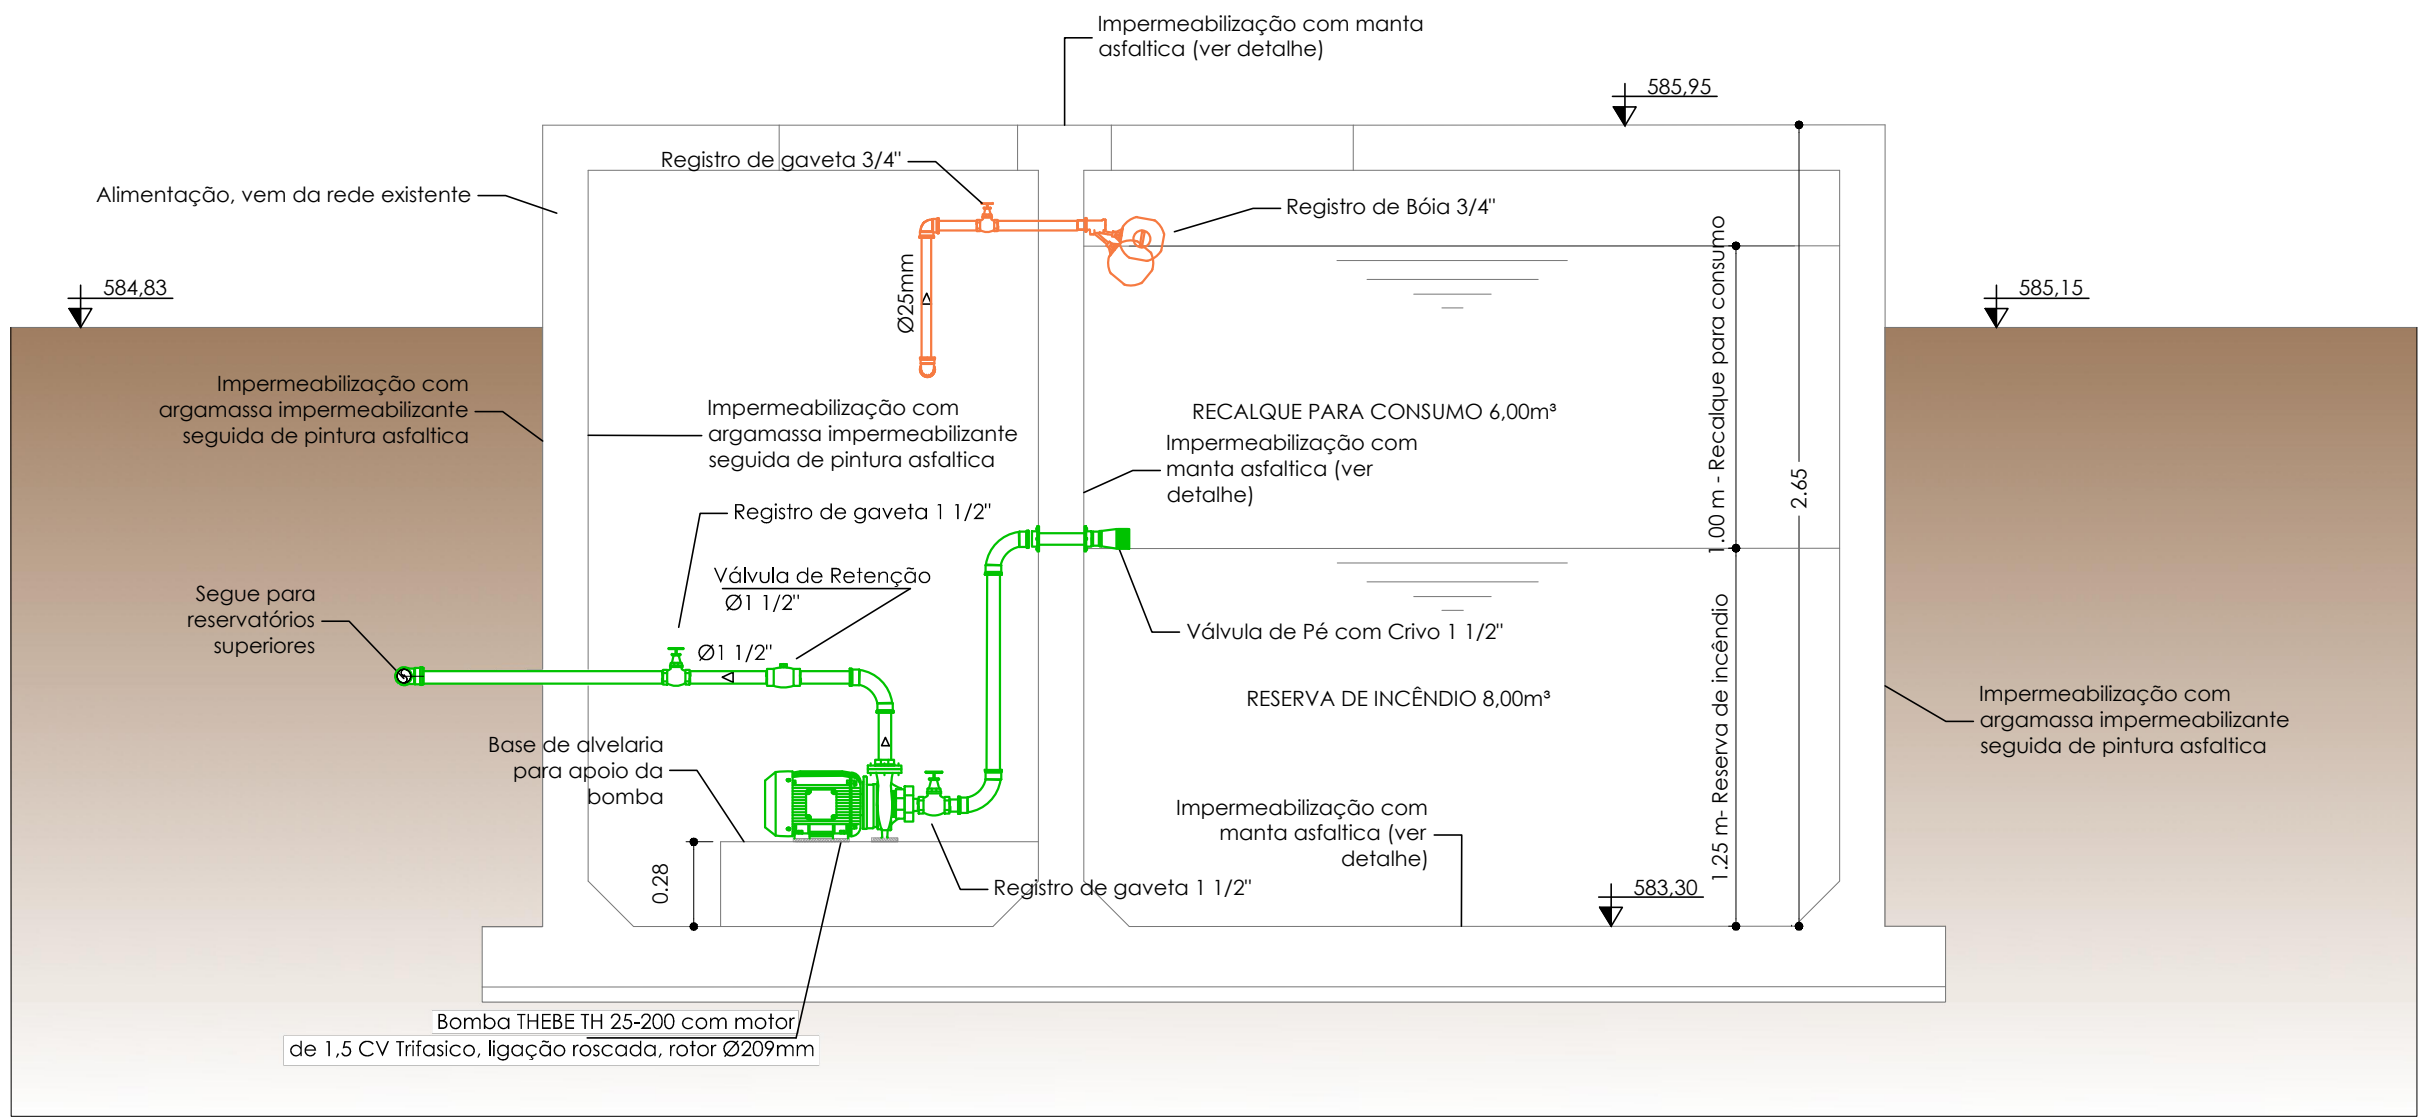 Impermeabilização com manta
asfaltica (ver detalhe)
585,95
Registro de gaveta 3/4"
Alimentação, vem da rede existente
Registro de Bóia 3/4"
584,83
585,15
Ø25mm
1.00 m - Recalque para consumo
2.65
Impermeabilização com
argamassa impermeabilizante
seguida de pintura asfaltica
Impermeabilização com
argamassa impermeabilizante
seguida de pintura asfaltica
RECALQUE PARA CONSUMO 6,00m³
Impermeabilização com
manta asfaltica (ver
detalhe)
Registro de gaveta 1 1/2"
Válvula de Retenção
Ø1 1/2"
Segue para
reservatórios
superiores
Ø1 1/2"
Válvula de Pé com Crivo 1 1/2"
RESERVA DE INCÊNDIO 8,00m³
1.25 m- Reserva de incêndio
Impermeabilização com
argamassa impermeabilizante
seguida de pintura asfaltica
Base de alvelaria
para apoio da
bomba
Impermeabilização com
manta asfaltica (ver
detalhe)
0.28
Registro de gaveta 1 1/2"
583,30
Bomba THEBE TH 25-200 com motor
de 1,5 CV Trifasico, ligação roscada, rotor Ø209mm